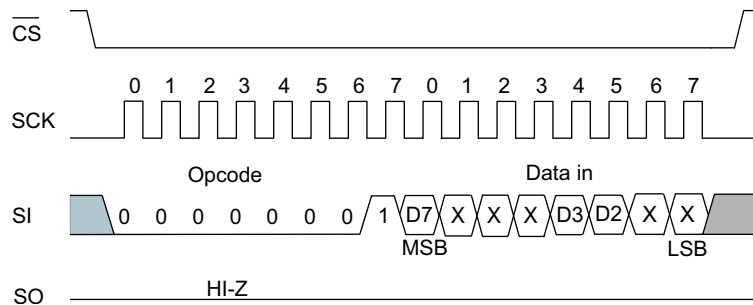 CS
0 1 2 3 4 5 6 7 0 1 2 3 4 5 6 7
SCK
Opcode Data in
SI 0 0 0 0 0 0 0 1 D7 X X X D3 D2 X X
MSB LSB
HI-Z
SO